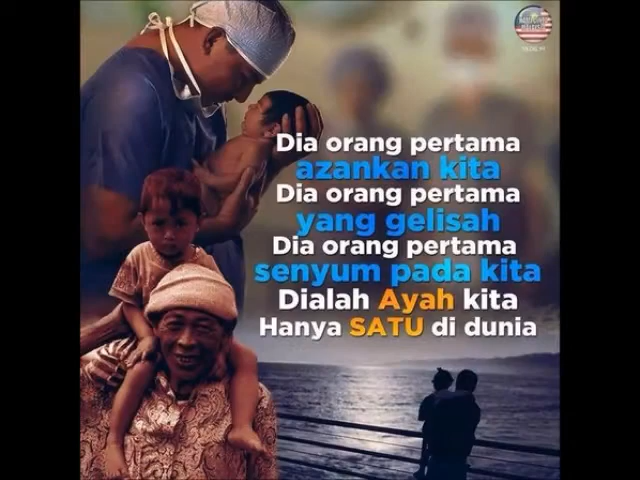 Dia orang pertama
azankan kita
Dia orang pertama
yang gelisah
Dia orang pertama
senyum pada kita
Dialah Ayah kita
Hanya SATU di dunia